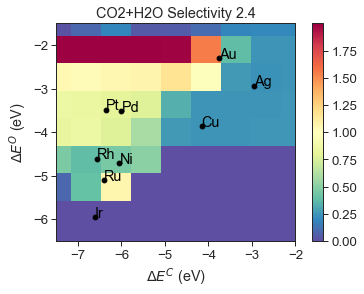 CO2+H2O Selectivity 2.4
ΔE^O (eV)
−2
−3
−4
−5
−6
Au
Ag
Pt
Pd
Cu
Rh
Ni
Ru
Ir
−7
−6
−5
−4
−3
−2
ΔE^C (eV)
1.75
1.50
1.25
1.00
0.75
0.50
0.25
0.00